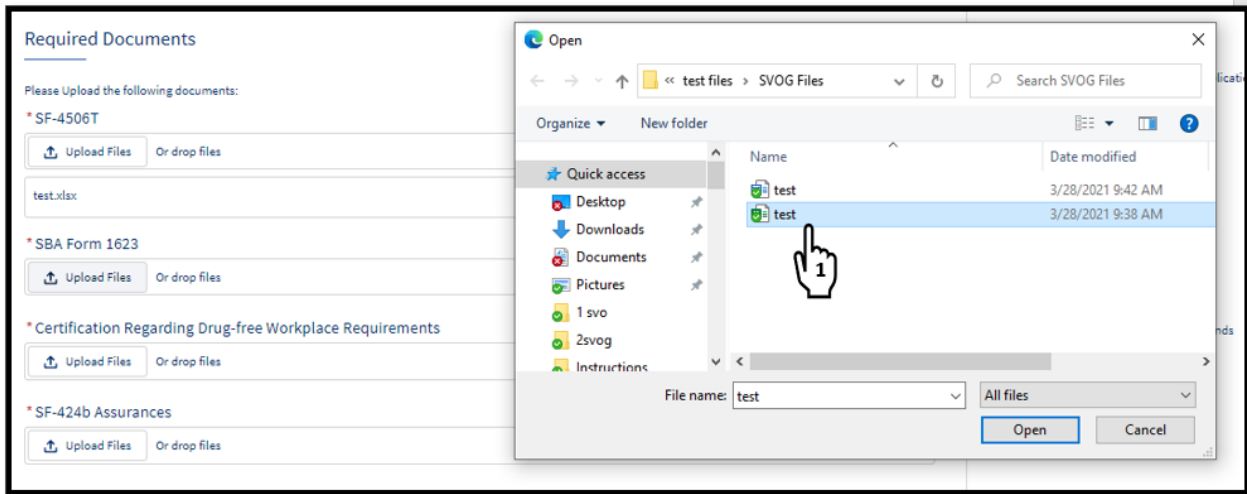 Required Documents
Please Upload the following documents:
* SF-4506T
Upload Files Or drop files
test.xlsx
* SBA Form 1623
Upload Files Or drop files
* Certification Regarding Drug-free Workplace Requirements
Upload Files Or drop files
* SF-424b Assurances
Upload Files Or drop files
Open
« test files > SVOG Files
Search SVOG Files
Organize New folder
Quick access
Desktop
Downloads
Documents
Pictures
1 svo
2svog
Instructions
Name Date modified
test 3/28/2021 9:42 AM
test 3/28/2021 9:38 AM
1
File name: test All files
Open Cancel